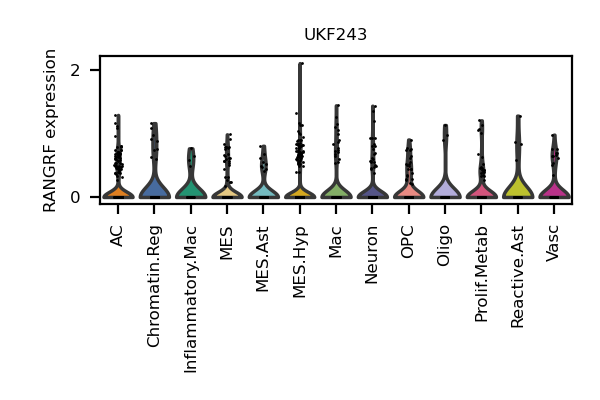 UKF243
RANGRF expression
2
0
AC
Chromatin.Reg
Inflammatory.Mac
MES
MES.Ast
MES.Hyp
Mac
Neuron
OPC
Oligo
Prolif.Metab
Reactive.Ast
Vasc